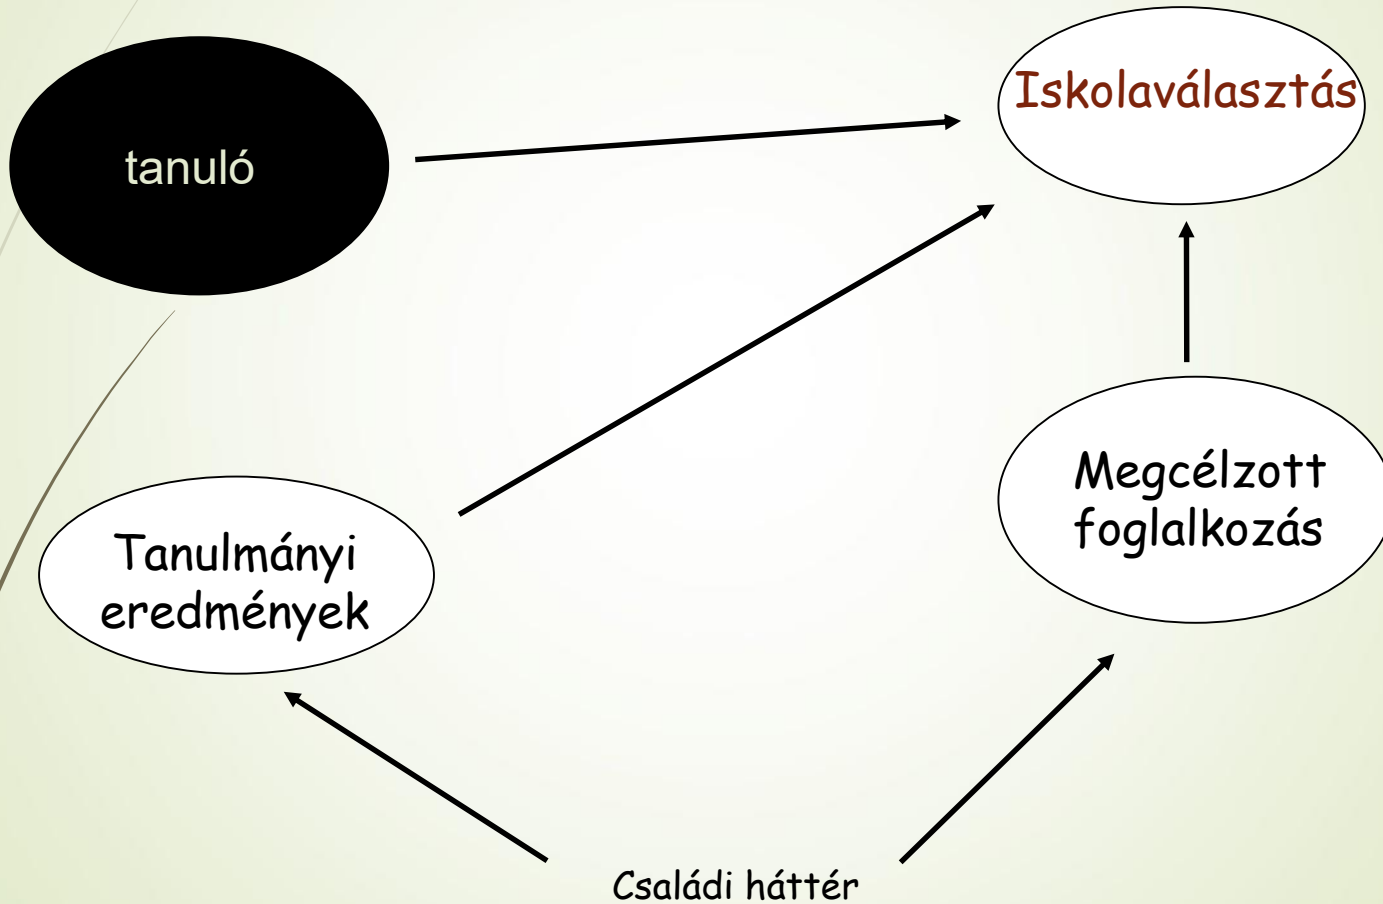 tanuló
Iskolaválasztás
Megcélzott
foglalkozás
Tanulmányi
eredmények
Családi háttér